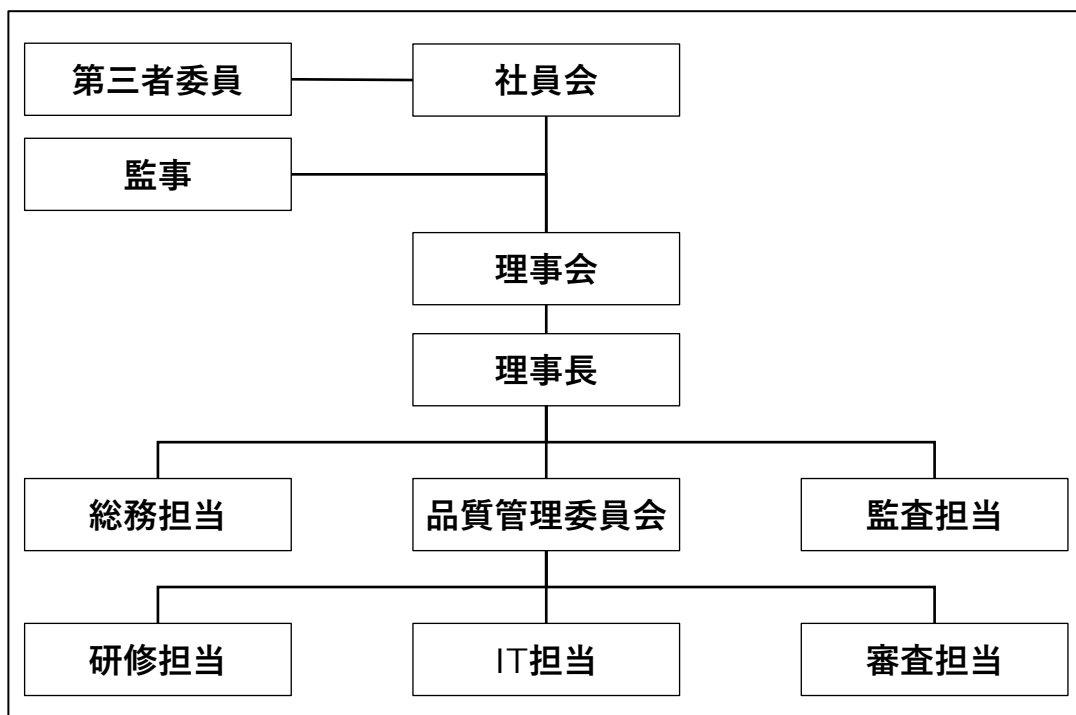 第三者委員
社員会
監事
理事会
理事長
総務担当
品質管理委員会
監査担当
研修担当
IT担当
審査担当